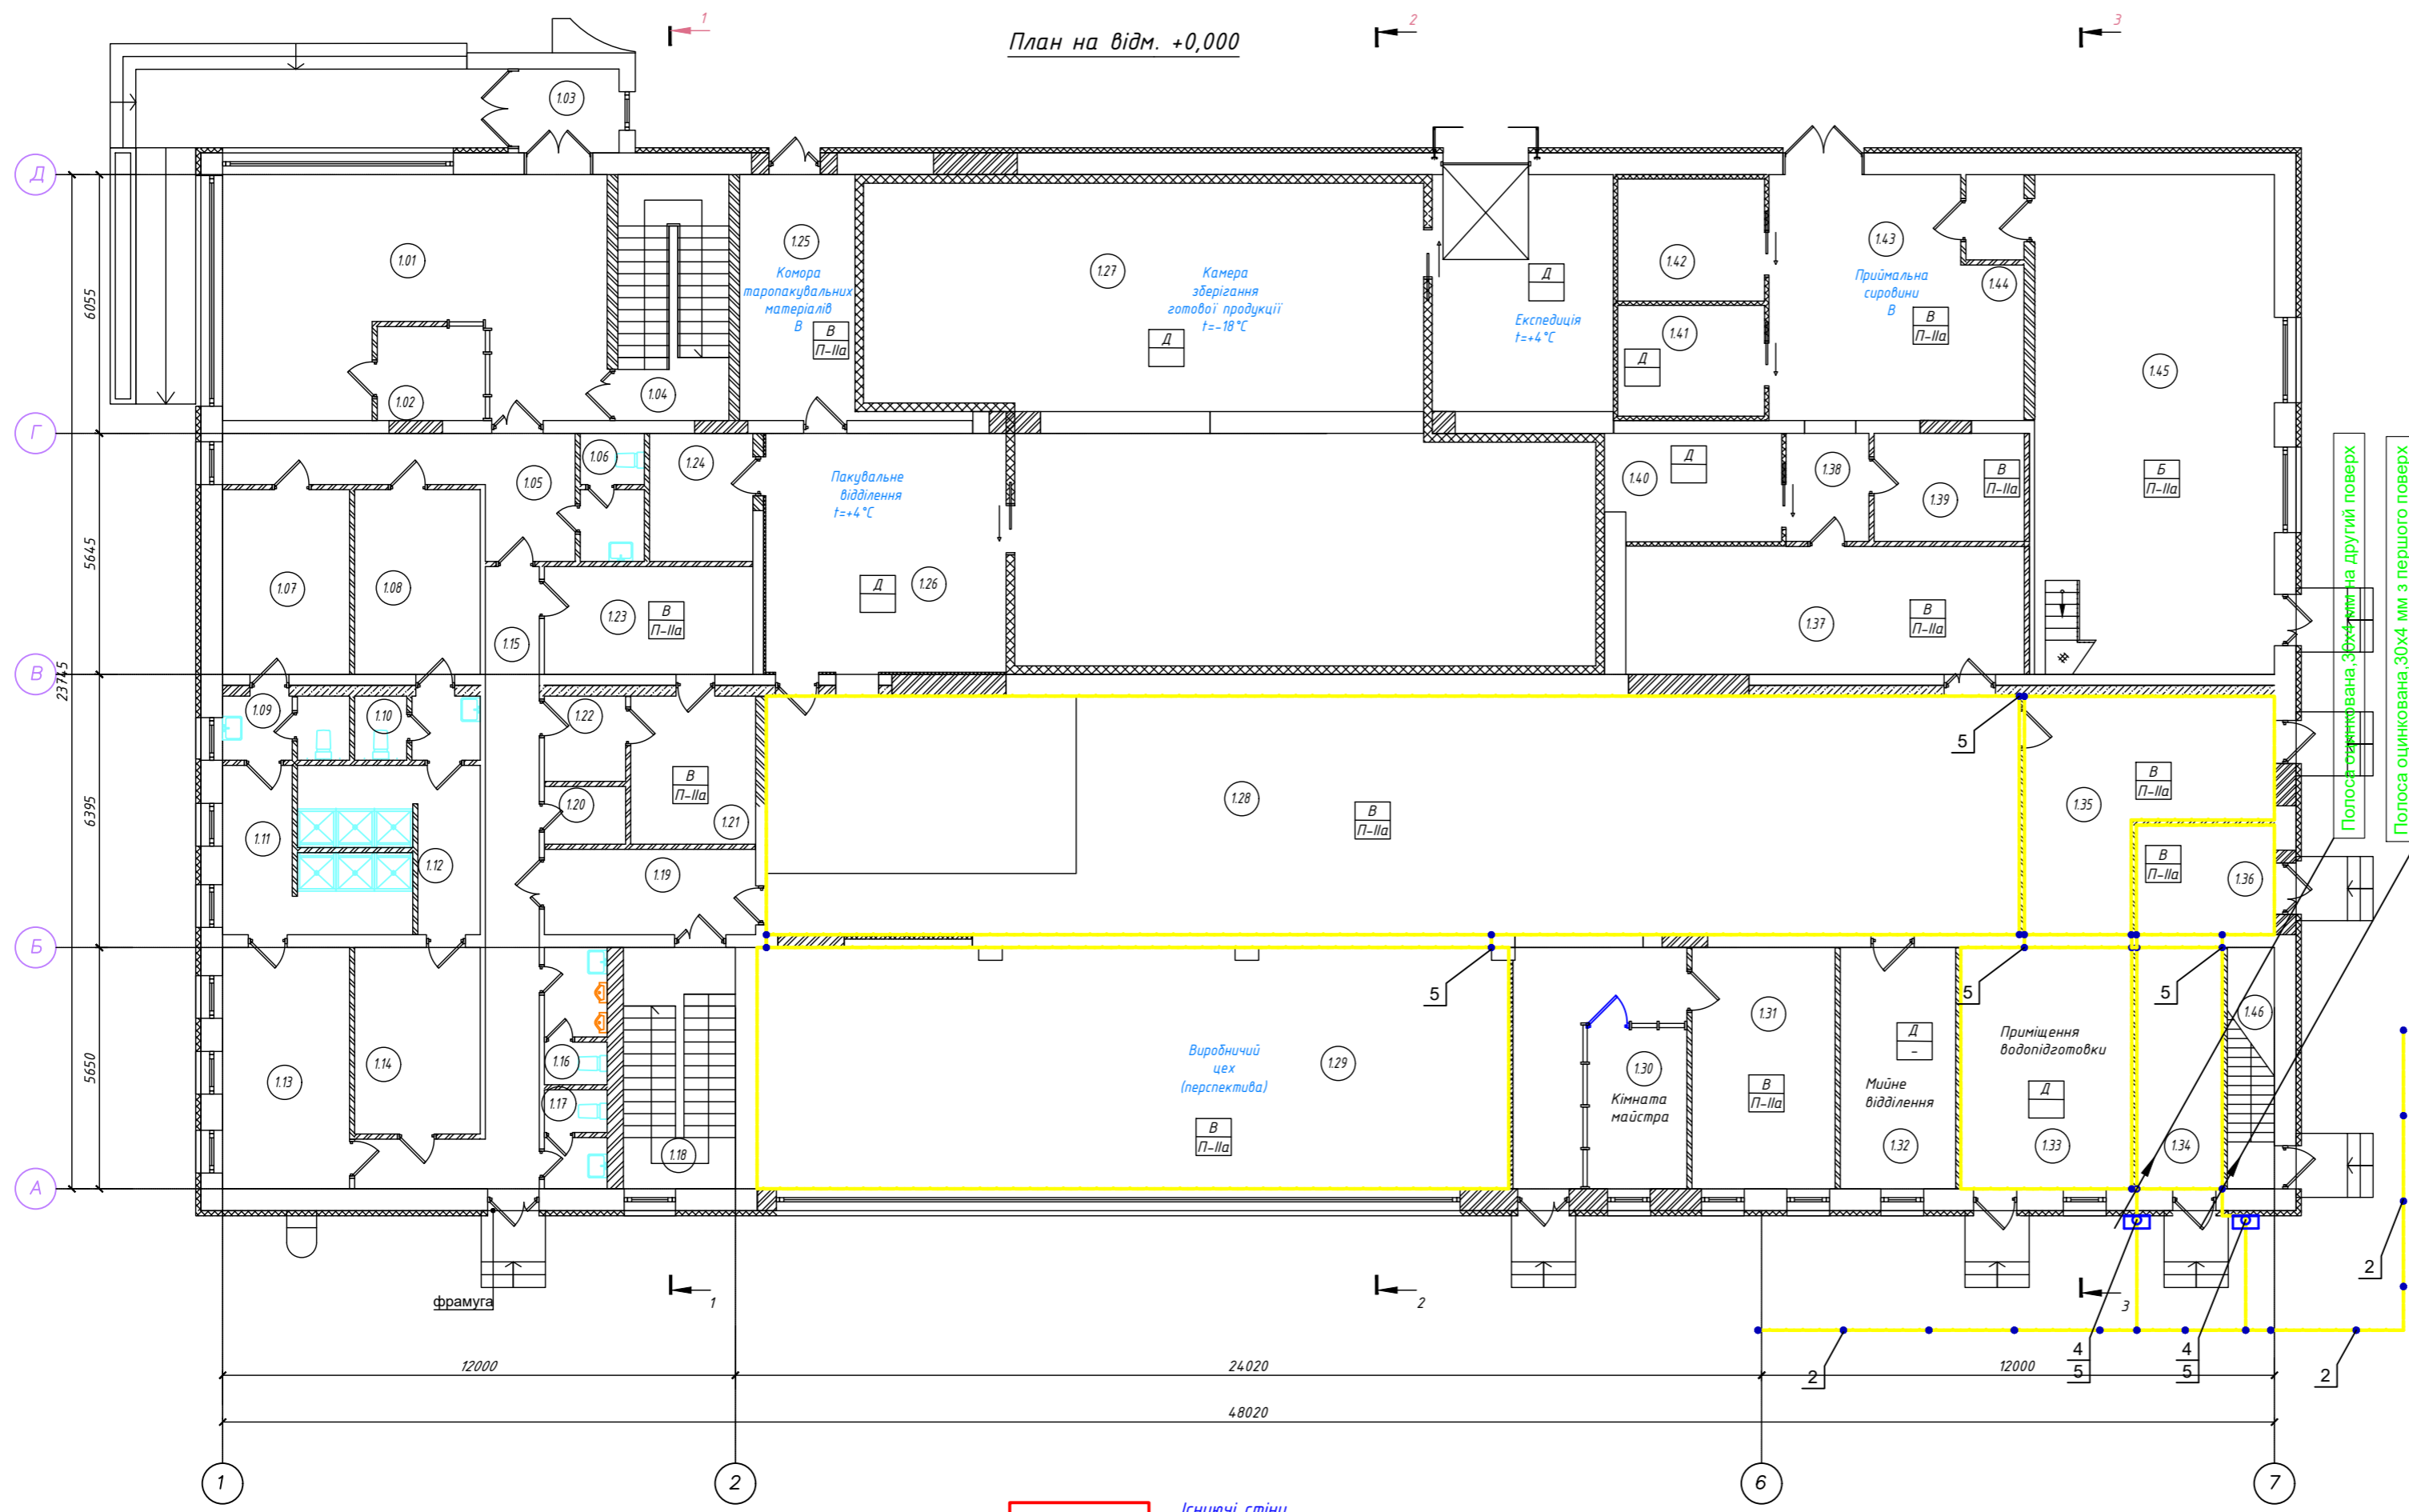 План на відм. +0,000
1
2
3
1.03
Д
1.01
1.02
1.04
1.25
Комора
таропакувальних
матеріалів
В
В
П-IIа
1.27
Камера
зберігання
готової продукції
t=-18°C
Д
Д
Експедиція
t=+4°C
1.42
1.41
Д
1.43
Приймальна
сировини
В
В
П-IIа
1.44
1.45
Б
П-IIа
6055
Г
1.05
1.06
1.24
1.07
1.08
1.15
1.23
В
П-IIа
Пакувальне
відділення
t=+4°C
Д
1.26
1.40
Д
1.38
1.39
В
П-IIа
1.37
В
П-IIа
5645
Полоса оцинкована,30х4 мм на другий поверх
Полоса оцинкована,30х4 мм з першого поверх
В
23745
1.09
1.10
1.22
1.20
В
П-IIа
1.21
1.11
1.12
1.19
1.28
В
П-IIа
5
1.35
В
П-IIа
В
П-IIа
1.36
6395
Б
5
5
5
1.13
1.14
1.16
1.17
1.18
Виробничий
цех
(перспектива)
1.29
В
П-IIа
1.30
Кімната
майстра
1.31
В
П-IIа
Д
-
Мийне
відділення
1.32
Приміщення
водопідготовки
Д
1.33
1.34
1.46
5650
А
фрамуга
1
2
3
2
2
4
5
4
5
2
12000
24020
12000
48020
1
2
6
7
Існуючі стіни